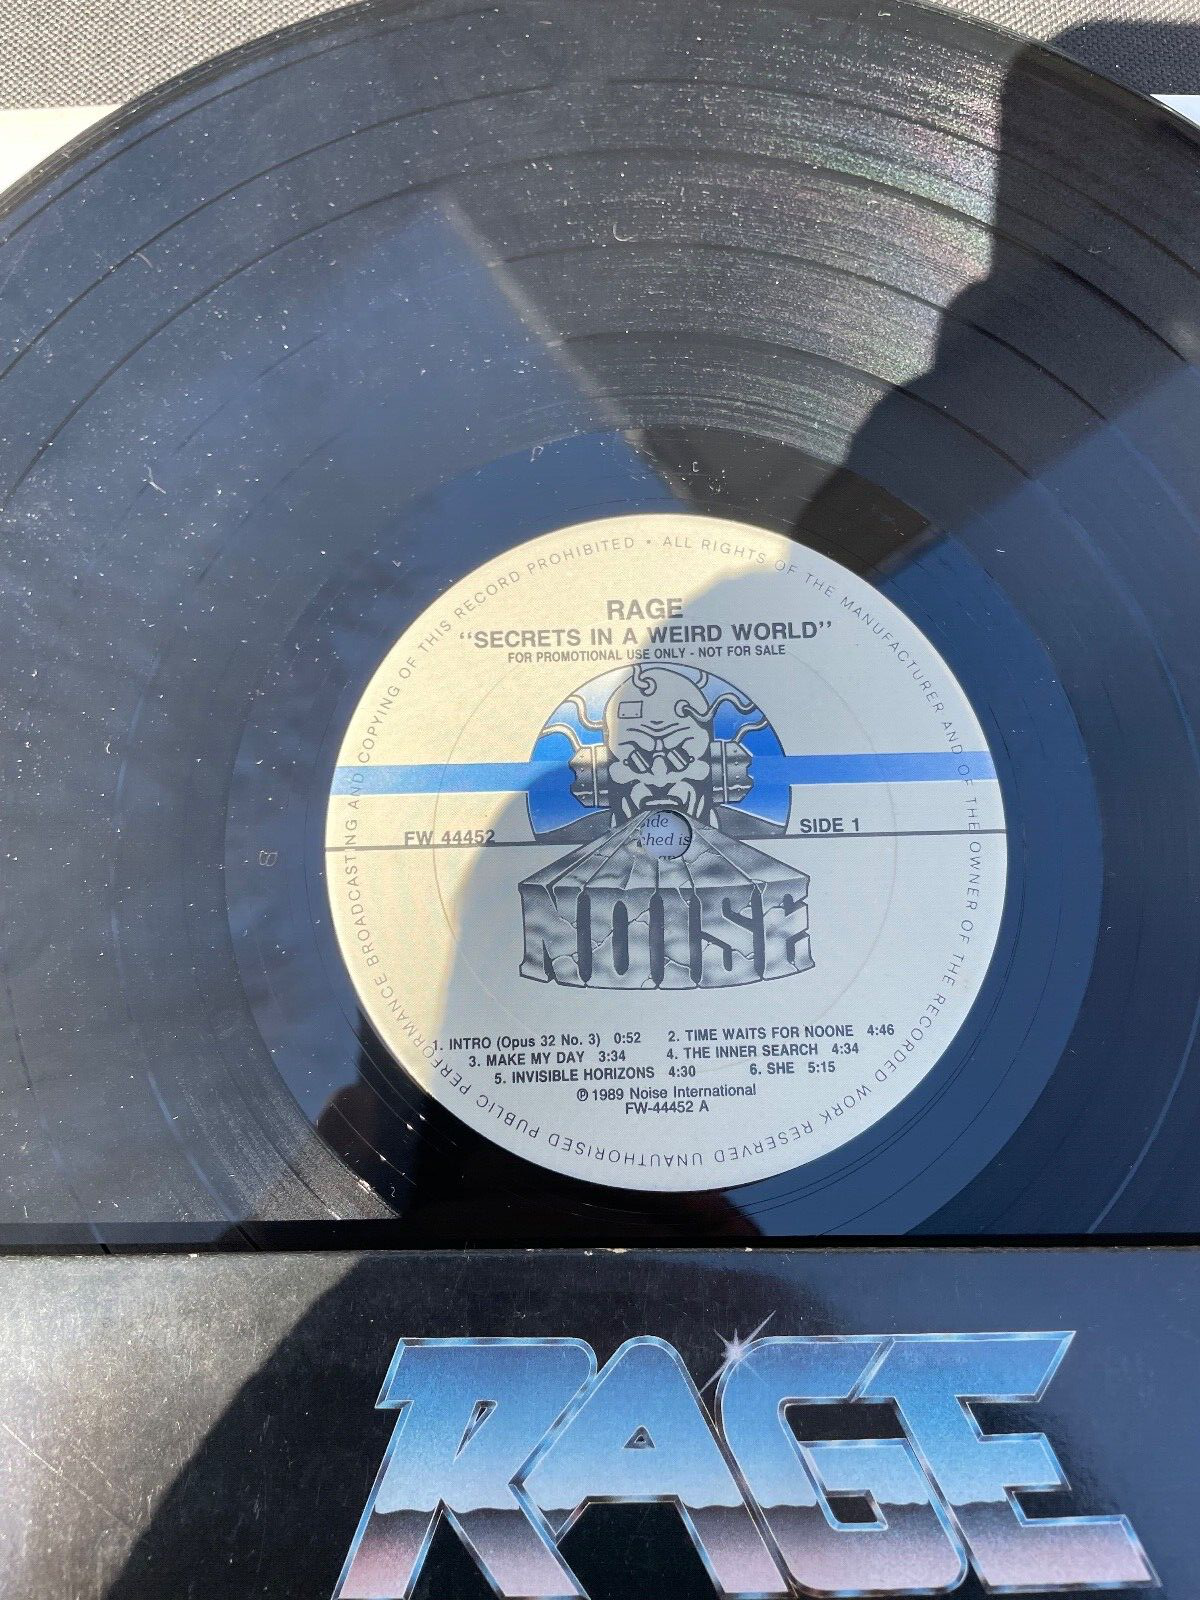 UNAUTHORISED PUBLIC PERFORMANCE BROADCASTING AND COPYING OF THIS RECORD PROHIBITED • ALL RIGHTS OF THE MANUFACTURER AND OF THE OWNER OF THE RECORDED WORK RESERVED
RAGE
"SECRETS IN A WEIRD WORLD"
FOR PROMOTIONAL USE ONLY - NOT FOR SALE
FW 44452
SIDE 1
ched is
NOISE
1. INTRO (Opus 32 No. 3) 0:52 2. TIME WAITS FOR NOONE 4:46
3. MAKE MY DAY 3:34 4. THE INNER SEARCH 4:34
5. INVISIBLE HORIZONS 4:30 6. SHE 5:15
℗ 1989 Noise International
FW-44452 A
RAGE